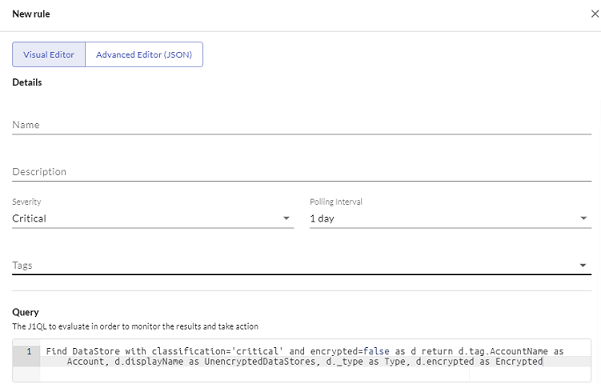 New rule
Visual Editor Advanced Editor (JSON)
Details
Name
Description
Severity Polling Interval
Critical 1 day
Tags
Query
The J1QL to evaluate in order to monitor the results and take action
1 Find DataStore with classification='critical' and encrypted=false as d return d.tag.AccountName as
Account, d.displayName as UnencryptedDataStores, d._type as Type, d.encrypted as Encrypted